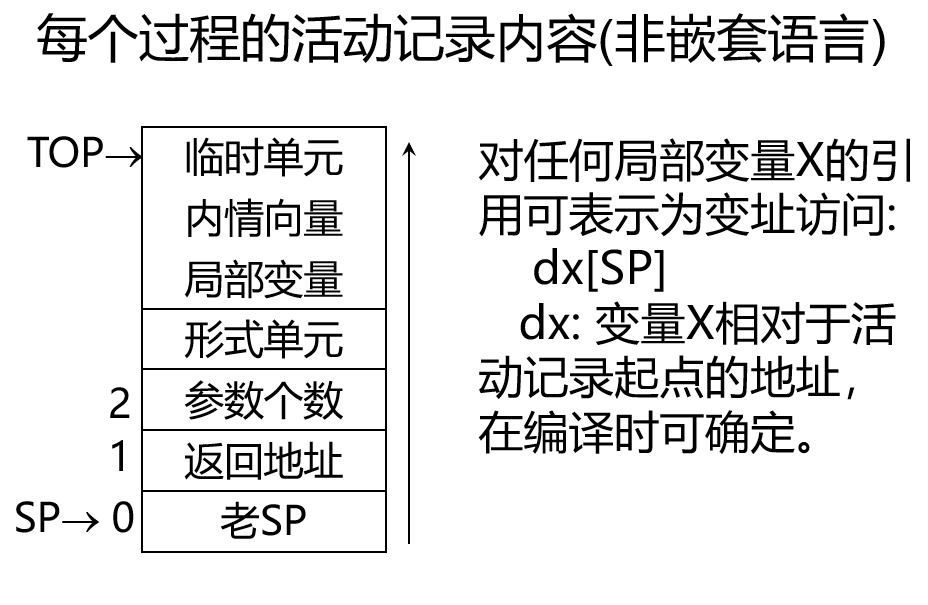 每个过程的活动记录内容(非嵌套语言)
TOP→
临时单元
内情向量
局部变量
形式单元
2 参数个数
1 返回地址
SP→ 0 老SP
对任何局部变量X的引
用可表示为变址访问:
dx[SP]
dx: 变量X相对于活
动记录起点的地址，
在编译时可确定。